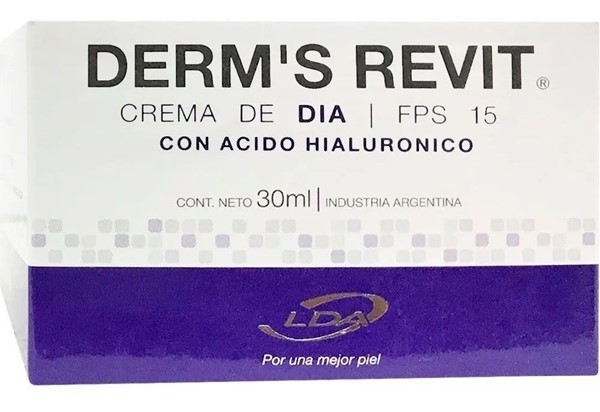 DERM'S REVIT®
CREMA DE DIA | FPS 15
CON ACIDO HIALURONICO
CONT. NETO 30ml | INDUSTRIA ARGENTINA
LDA
Por una mejor piel